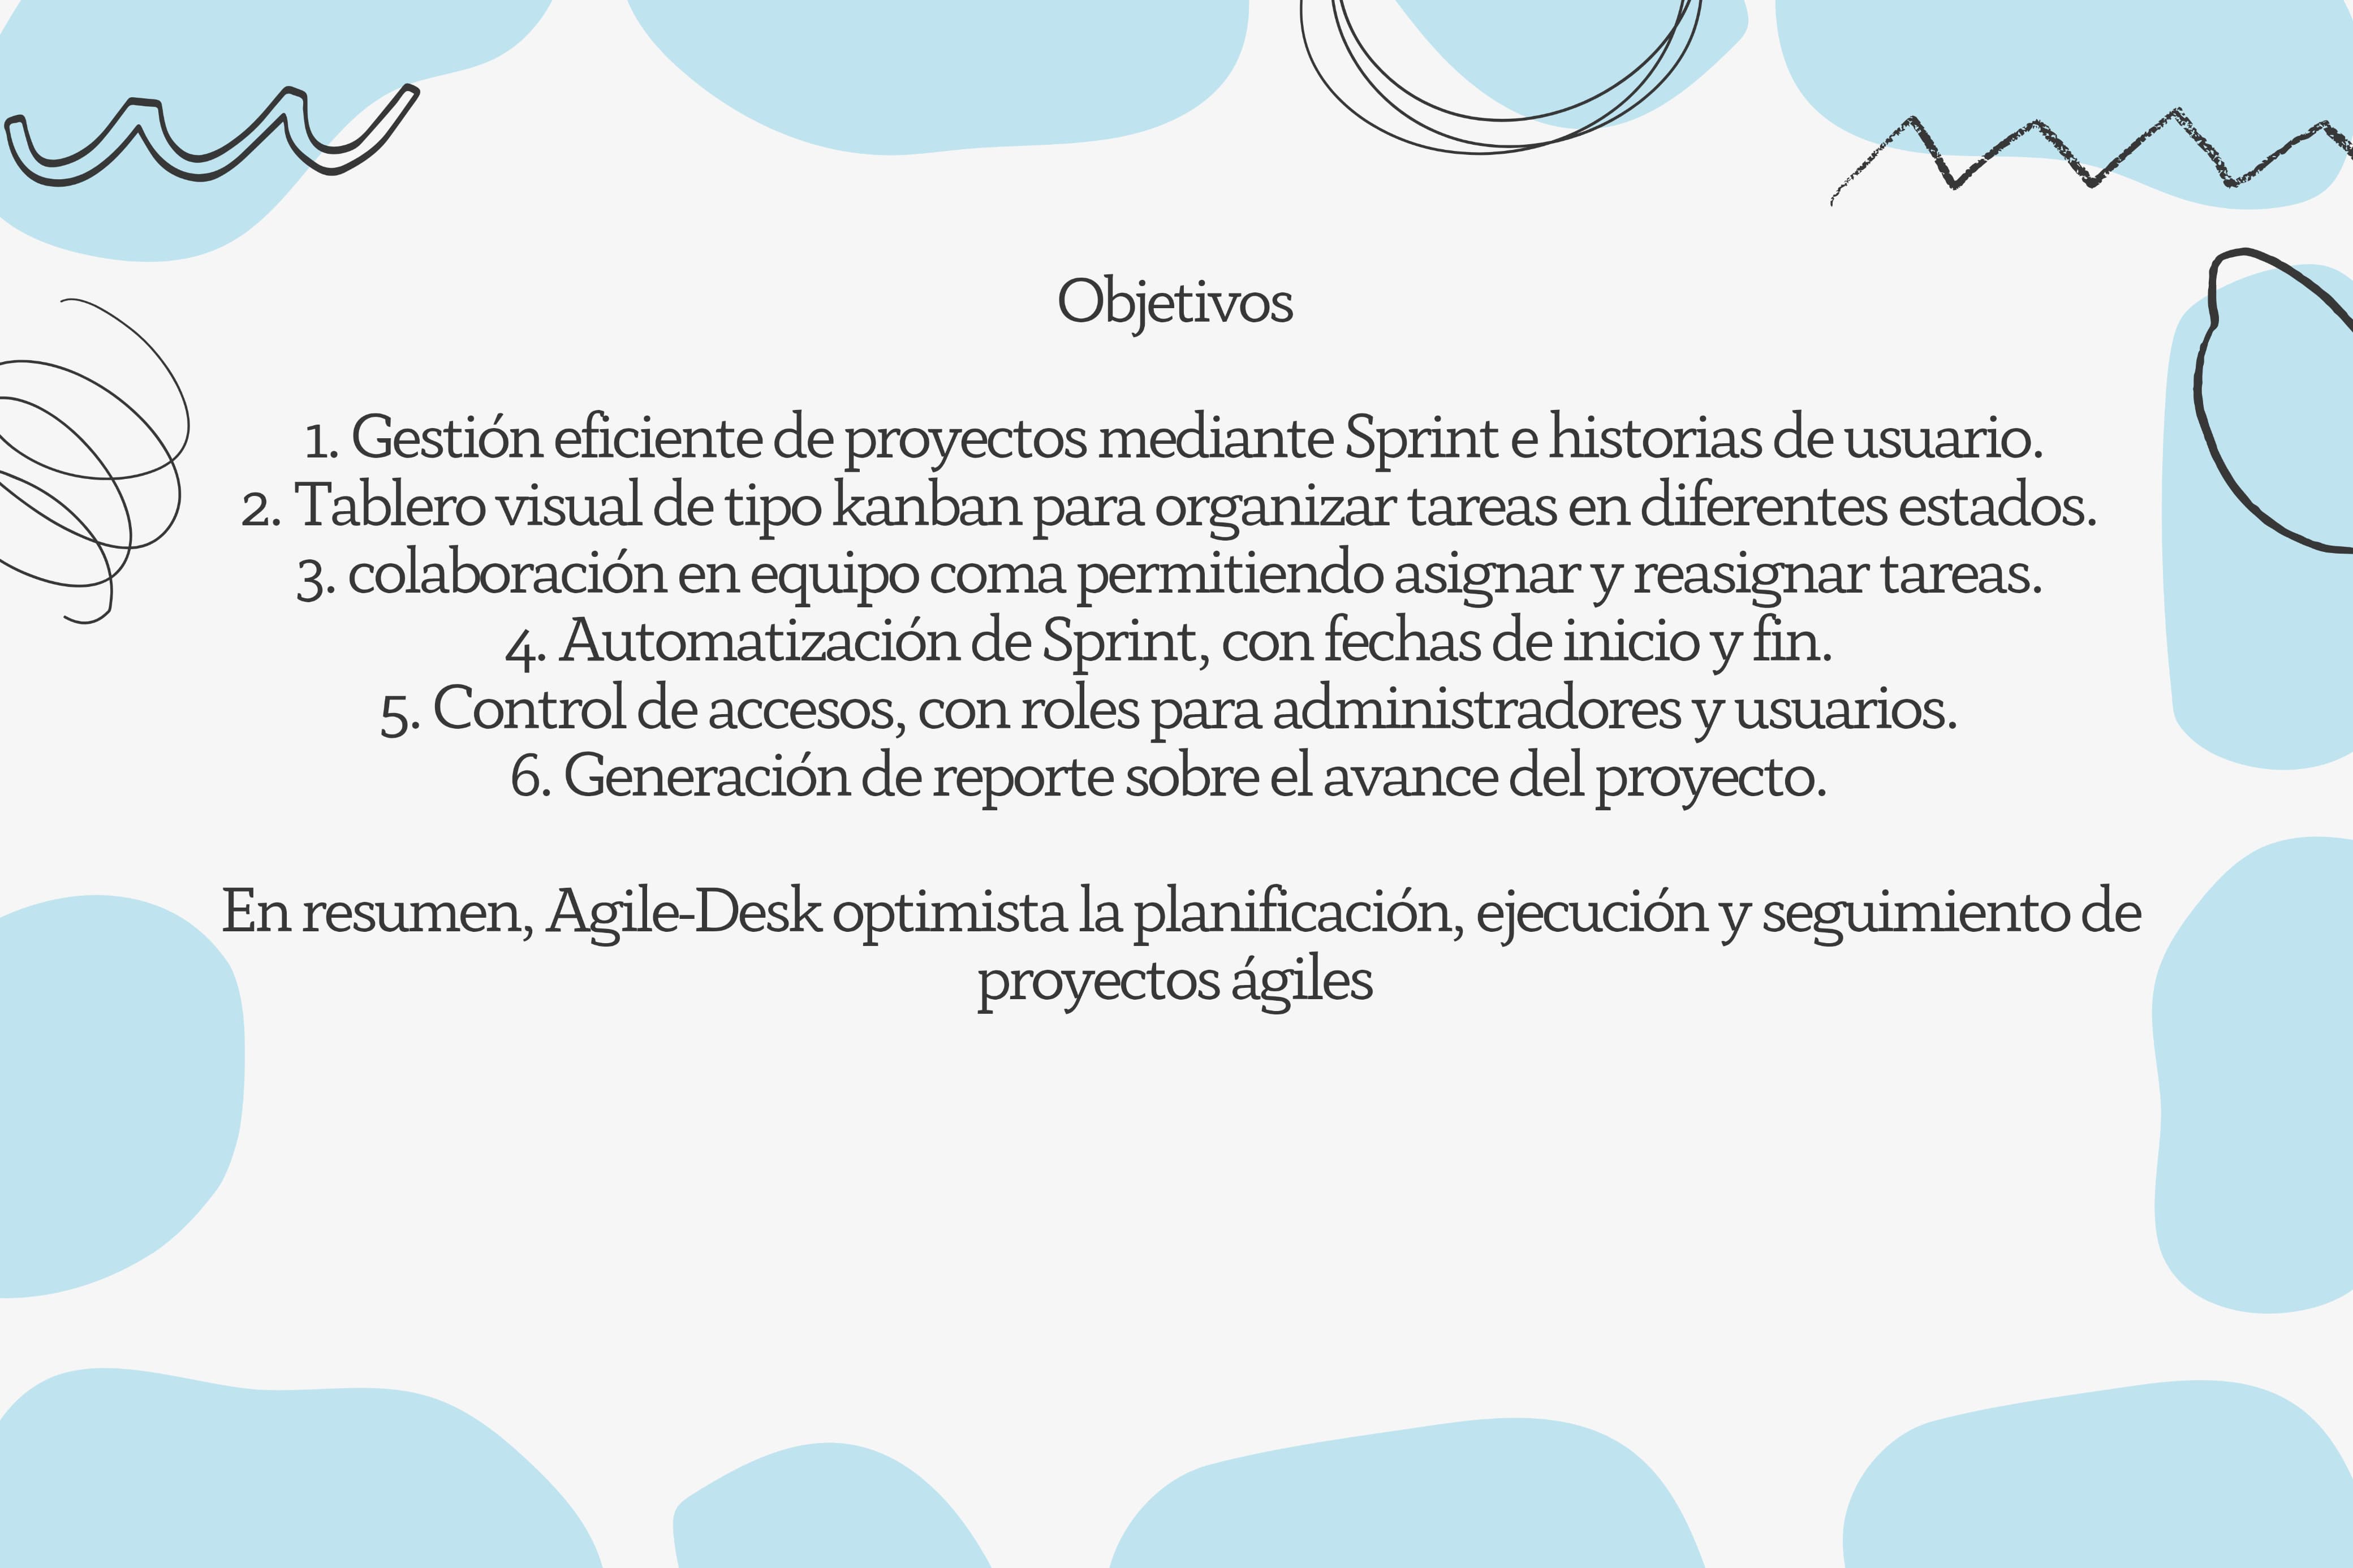 Objetivos
1. Gestión eficiente de proyectos mediante Sprint e historias de usuario.
2. Tablero visual de tipo kanban para organizar tareas en diferentes estados.
3. colaboración en equipo coma permitiendo asignar y reasignar tareas.
4. Automatización de Sprint, con fechas de inicio y fin.
5. Control de accesos, con roles para administradores y usuarios.
6. Generación de reporte sobre el avance del proyecto.
En resumen, Agile-Desk optimista la planificación, ejecución y seguimiento de
proyectos ágiles